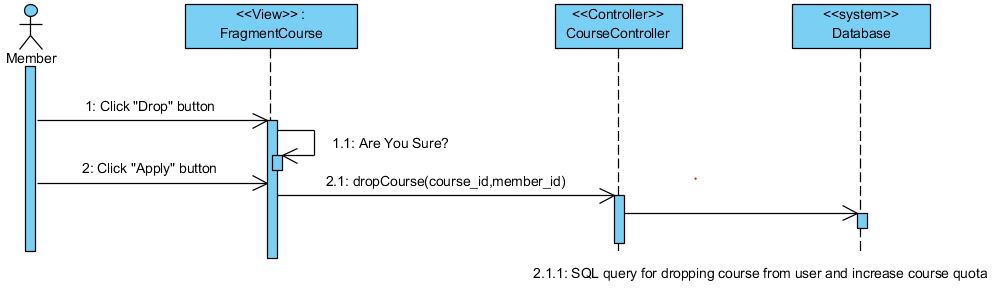 <<View>> :
FragmentCourse
<<Controller>>
CourseController
<<system>>
Database
Member
1: Click "Drop" button
1.1: Are You Sure?
2: Click "Apply" button
2.1: dropCourse(course_id,member_id)
2.1.1: SQL query for dropping course from user and increase course quota